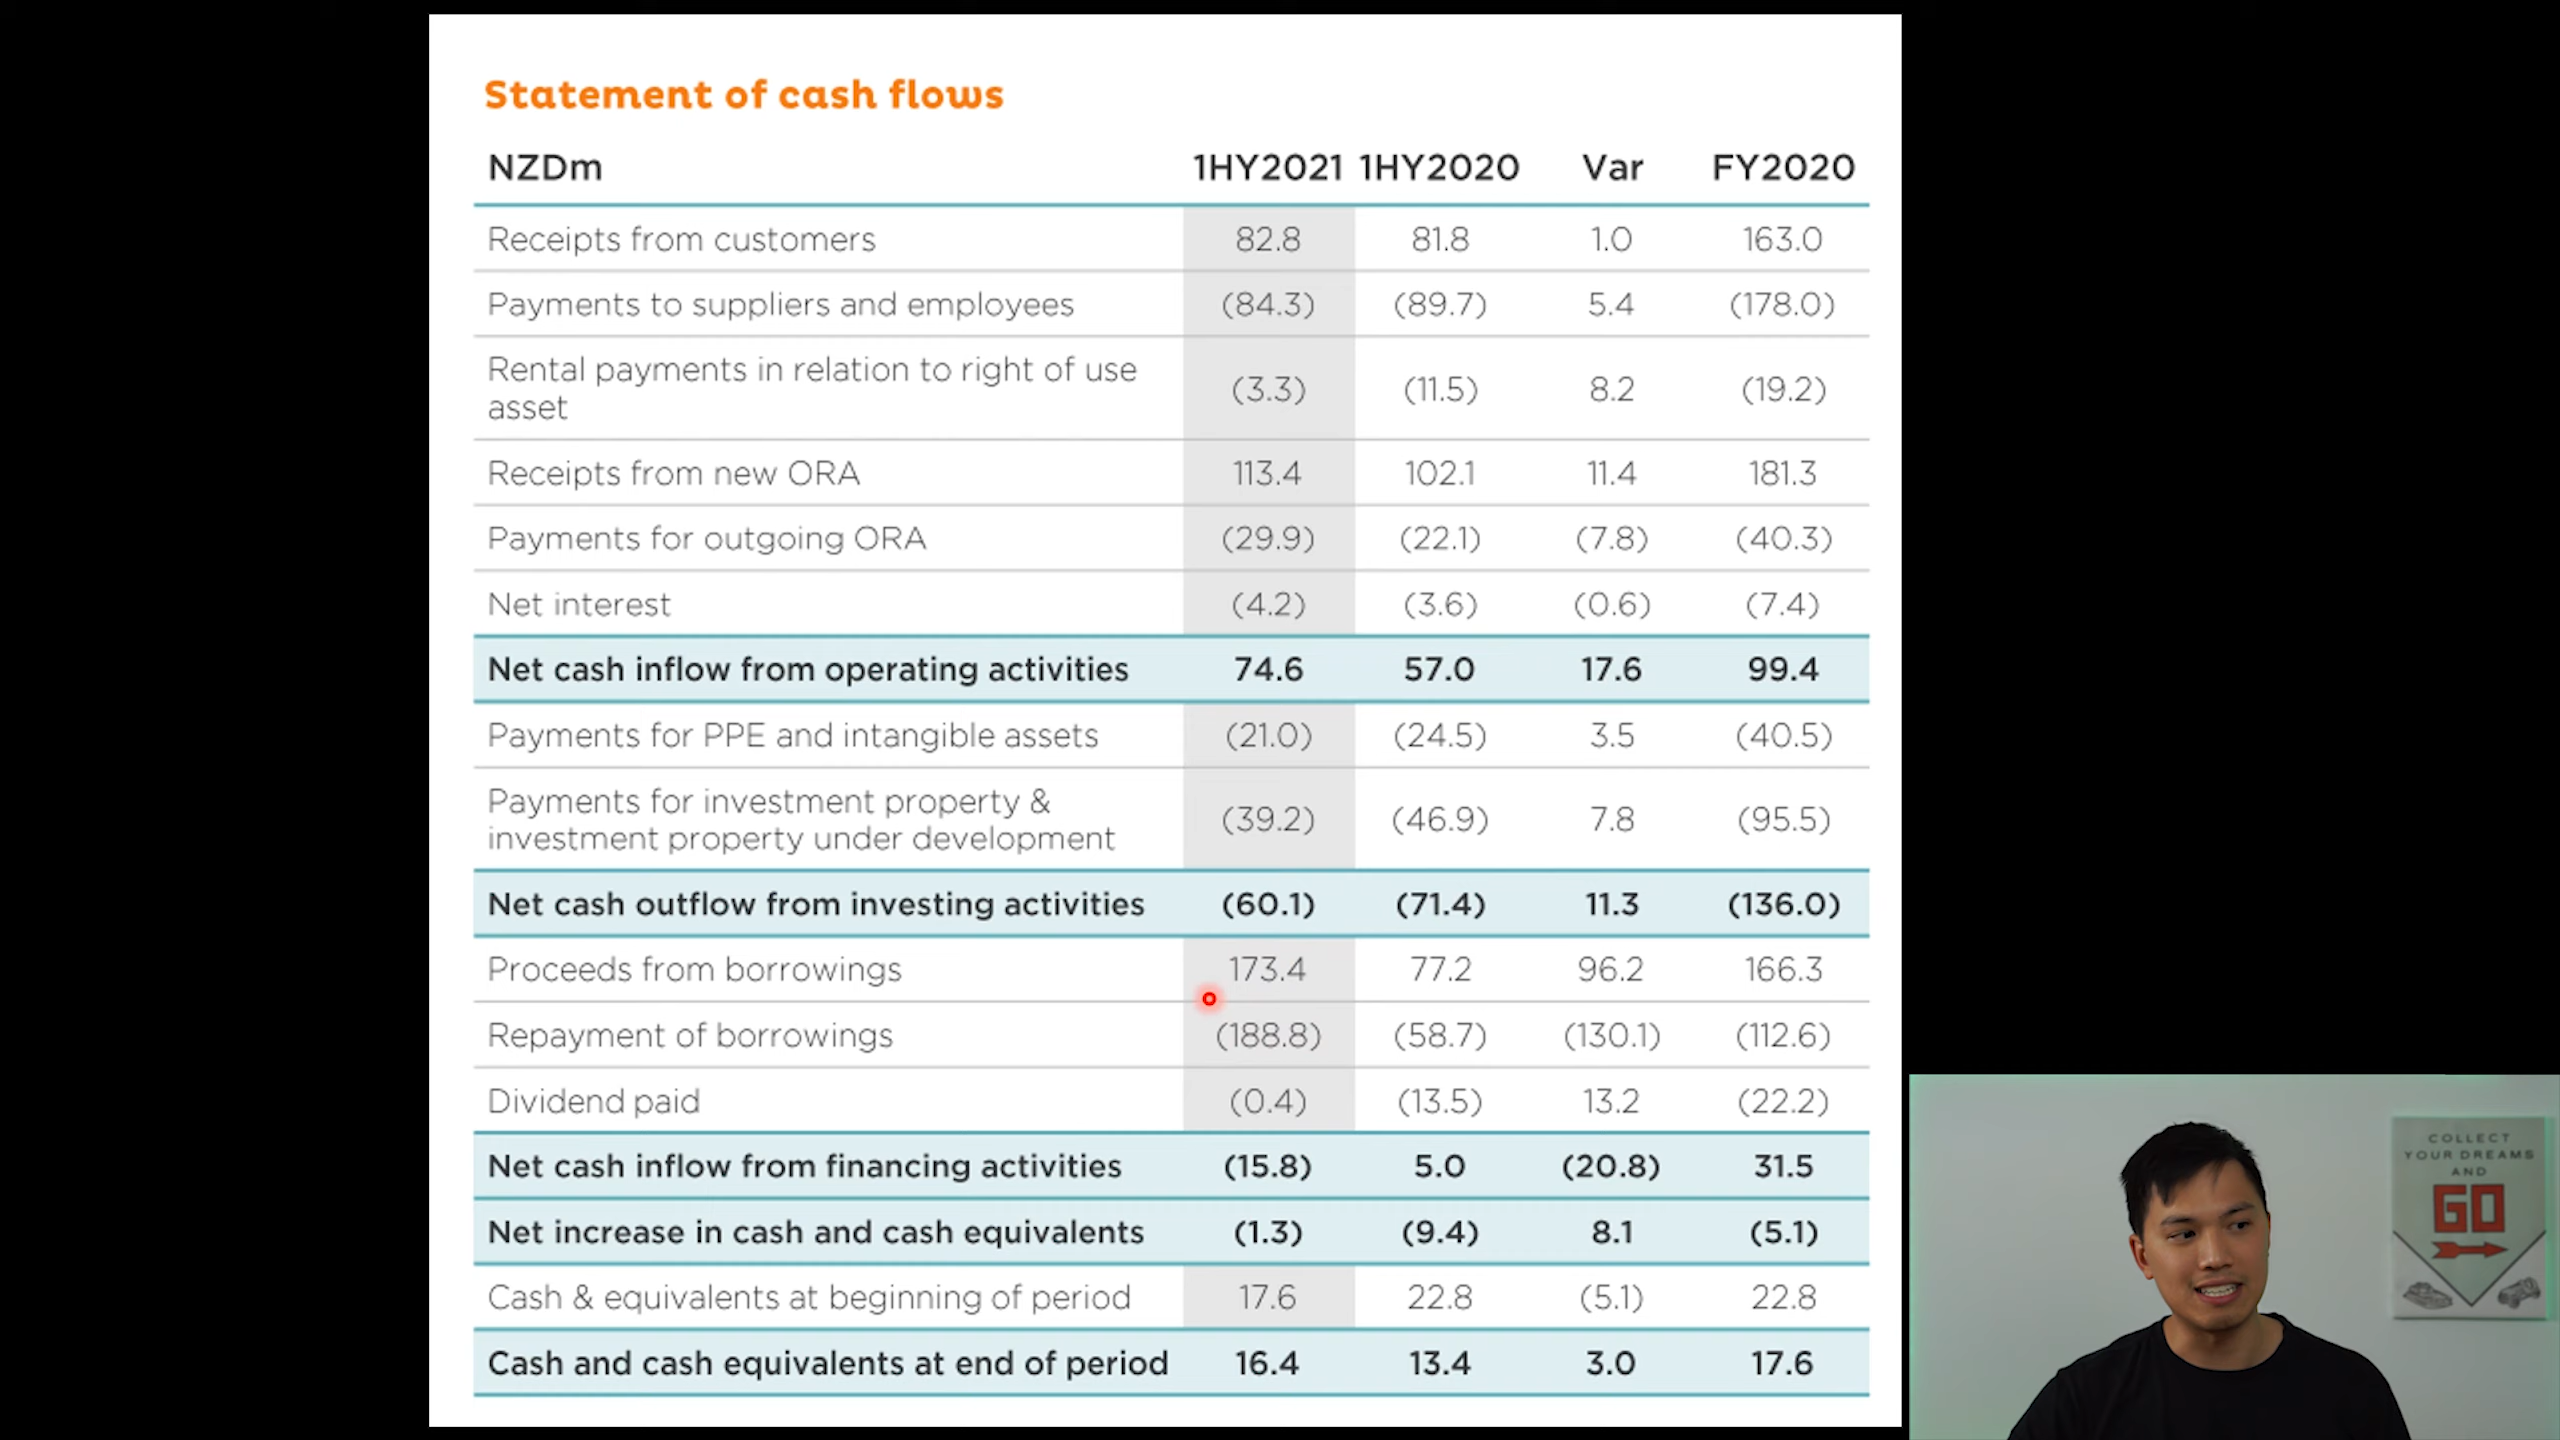 Statement of cash flows
NZDm 1HY2021 1HY2020 Var FY2020
Receipts from customers 82.8 81.8 1.0 163.0
Payments to suppliers and employees (84.3) (89.7) 5.4 (178.0)
Rental payments in relation to right of use
asset (3.3) (11.5) 8.2 (19.2)
Receipts from new ORA 113.4 102.1 11.4 181.3
Payments for outgoing ORA (29.9) (22.1) (7.8) (40.3)
Net interest (4.2) (3.6) (0.6) (7.4)
Net cash inflow from operating activities 74.6 57.0 17.6 99.4
Payments for PPE and intangible assets (21.0) (24.5) 3.5 (40.5)
Payments for investment property &
investment property under development (39.2) (46.9) 7.8 (95.5)
Net cash outflow from investing activities (60.1) (71.4) 11.3 (136.0)
Proceeds from borrowings 173.4 77.2 96.2 166.3
Repayment of borrowings (188.8) (58.7) (130.1) (112.6)
Dividend paid (0.4) (13.5) 13.2 (22.2)
Net cash inflow from financing activities (15.8) 5.0 (20.8) 31.5
Net increase in cash and cash equivalents (1.3) (9.4) 8.1 (5.1)
Cash & equivalents at beginning of period 17.6 22.8 (5.1) 22.8
Cash and cash equivalents at end of period 16.4 13.4 3.0 17.6
COLLECT
YOUR DREAMS
AND
GO